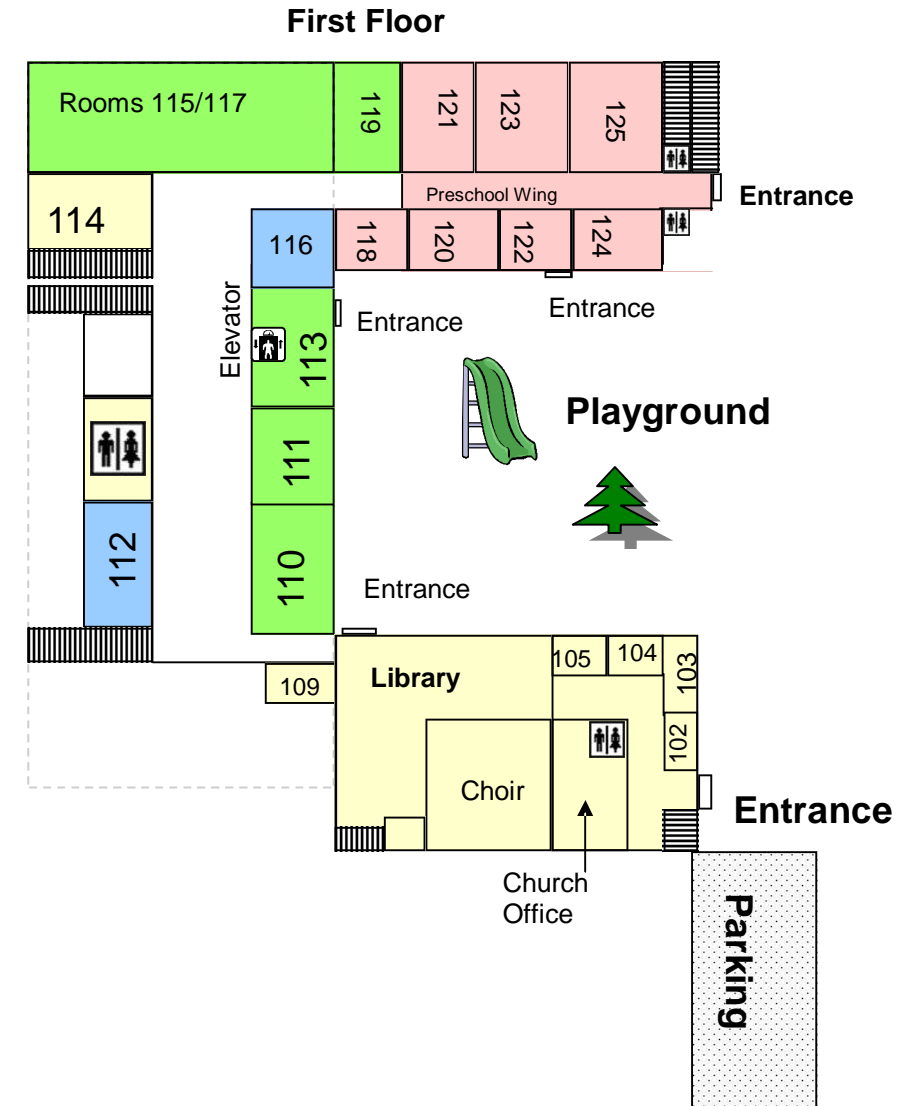 First Floor
Rooms 115/117
119
121
123
125
Preschool Wing
Entrance
114
116
118
120
122
124
Elevator
113
Entrance
Entrance
Playground
111
112
110
Entrance
109
Library
105
104
103
102
Choir
Entrance
Church
Office
Parking